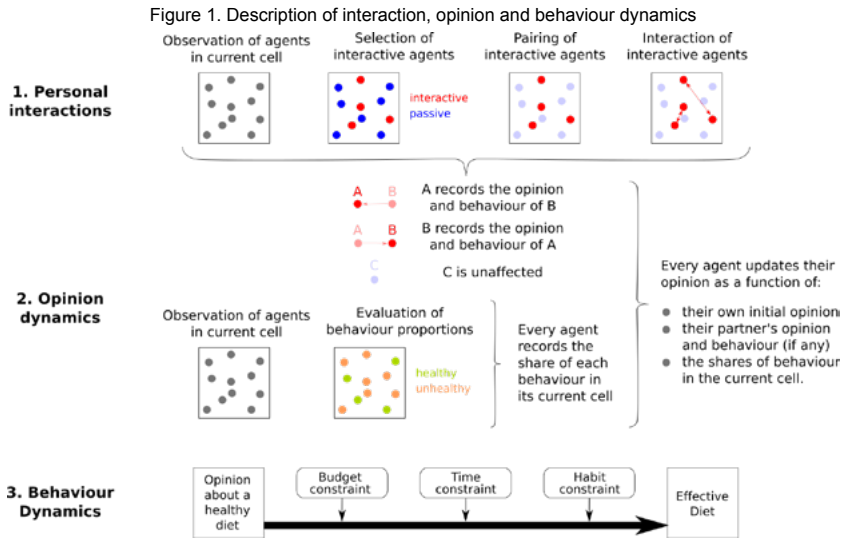 Figure 1. Description of interaction, opinion and behaviour dynamics
1. Personal
interactions
Observation of agents
in current cell
Selection of
interactive agents
interactive
passive
Pairing of
interactive agents
Interaction of
interactive agents
2. Opinion
dynamics
A B
A records the opinion
and behaviour of B
A B
B records the opinion
and behaviour of A
C
C is unaffected
Observation of agents
in current cell
Evaluation of
behaviour proportions
healthy
unhealthy
Every agent
records the
share of each
behaviour in
its current cell
Every agent updates their
opinion as a function of:
their own initial opinion
their partner's opinion
and behaviour (if any)
the shares of behaviour
in the current cell.
3. Behaviour
Dynamics
Opinion
about a
healthy
diet
Budget
constraint
Time
constraint
Habit
constraint
Effective
Diet